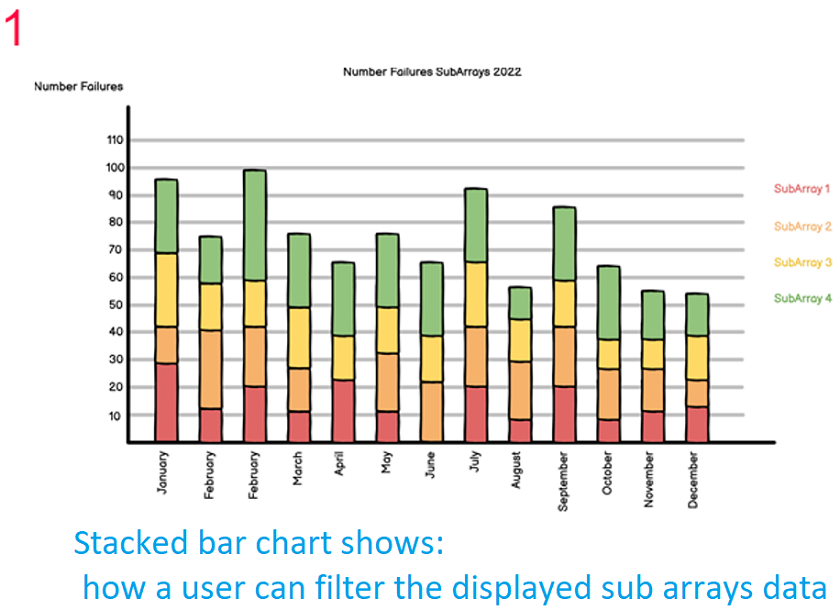 1
Number Failures SubArrays 2022
Number Failures
110
100
90
80
70
60
50
40
30
20
10
SubArray 1
SubArray 2
SubArray 3
SubArray 4
January
February
February
March
April
May
June
July
August
September
October
November
December
Stacked bar chart shows:
how a user can filter the displayed sub arrays data